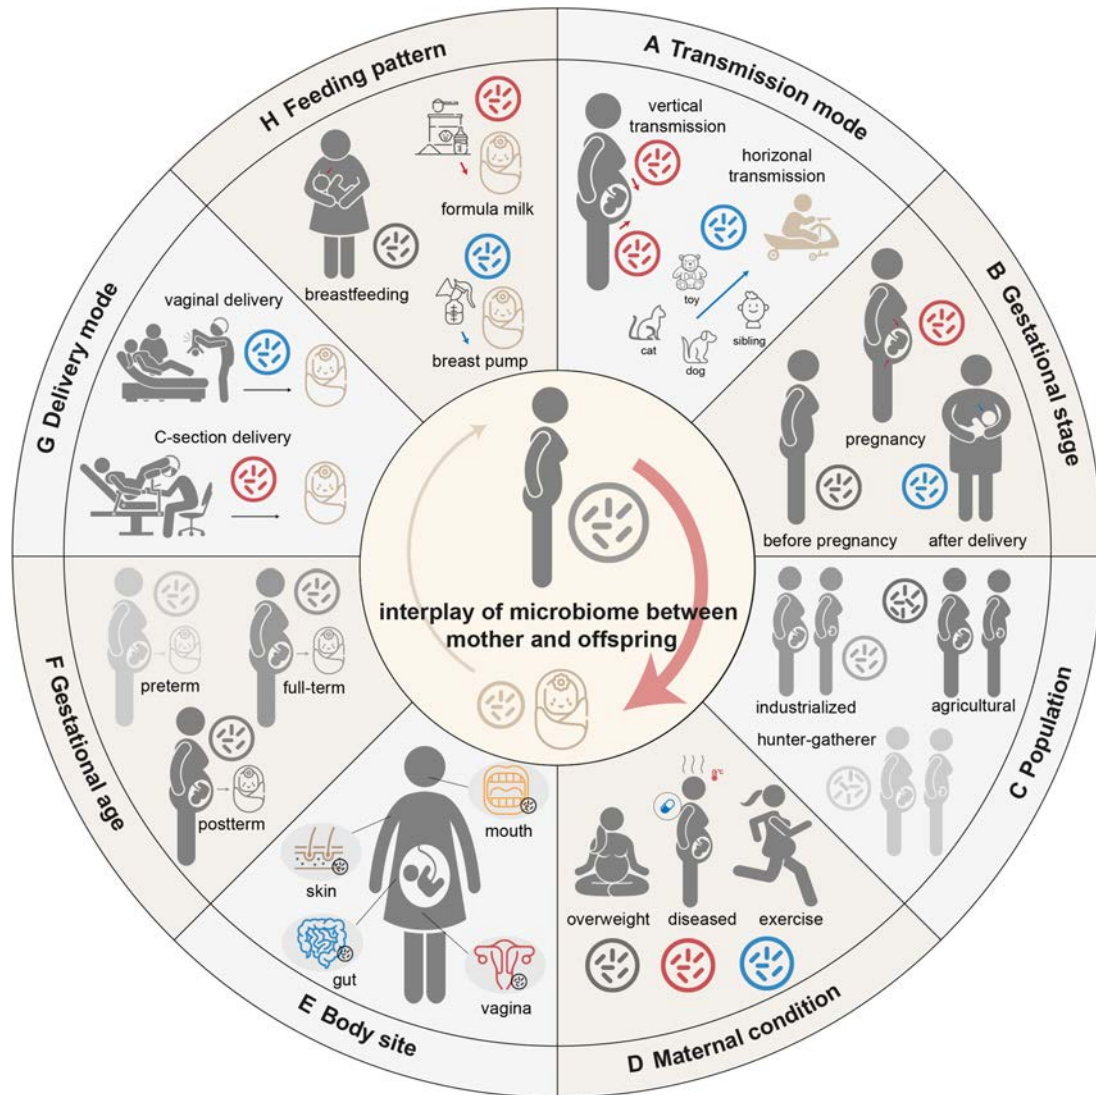 A Transmission mode
vertical
transmission
horizonal
transmission
toy
cat
dog
sibling
B Gestational stage
pregnancy
before pregnancy
after delivery
C Population
industrialized
agricultural
hunter-gatherer
D Maternal condition
°C
overweight
diseased
exercise
E Body site
mouth
skin
gut
vagina
F Gestational age
preterm
full-term
postterm
G Delivery mode
vaginal delivery
C-section delivery
H Feeding pattern
formula milk
breastfeeding
breast pump
interplay of microbiome between
mother and offspring